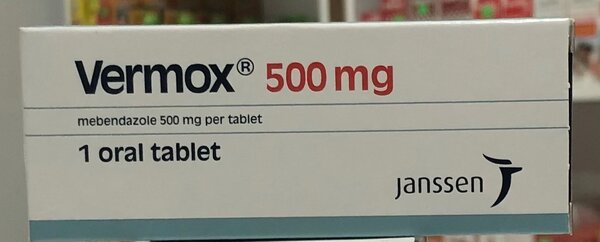 Vermox® 500 mg
mebendazole 500 mg per tablet
1 oral tablet
janssen